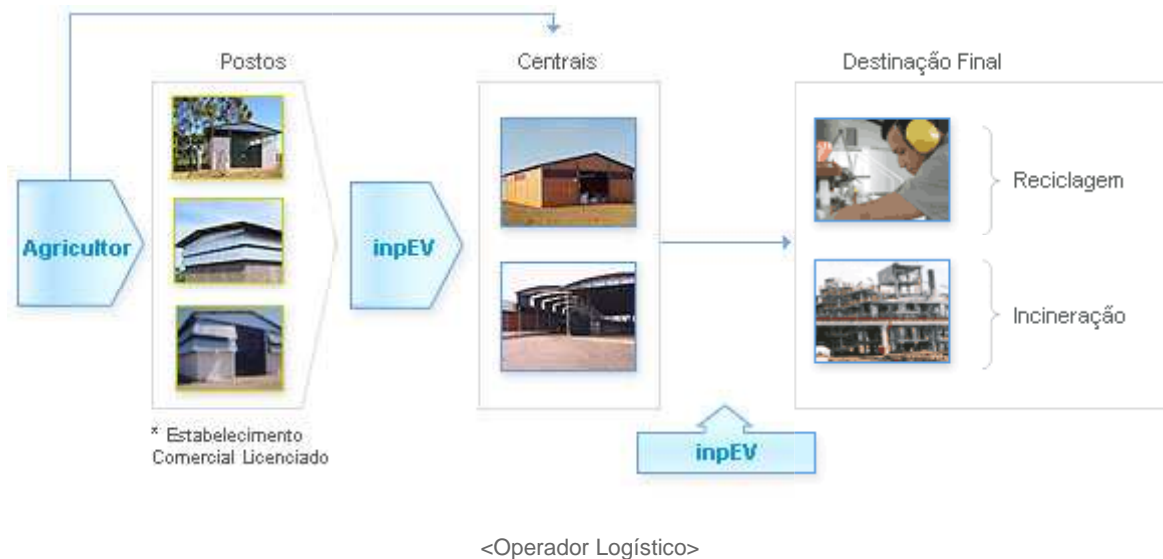 Postos
Centrais
Destinação Final
Agricultor
inpEV
Reciclagem
Incineração
* Estabelecimento
Comercial Licenciado
inpEV
<Operador Logístico>